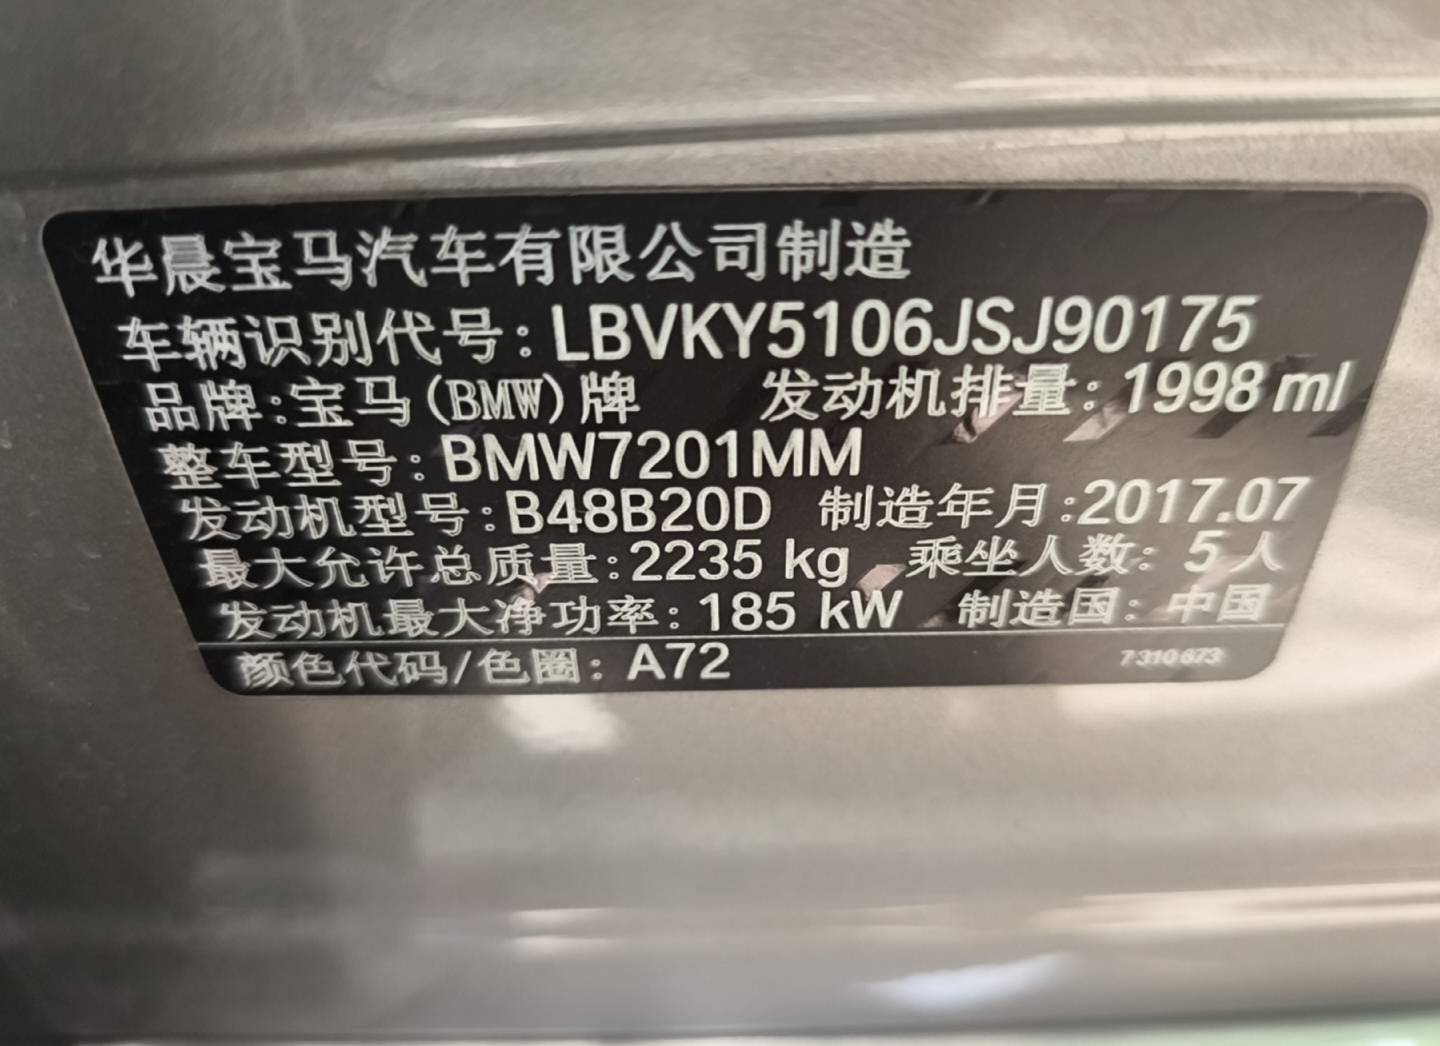 华晨宝马汽车有限公司制造
车辆识别代号: LBVKY5106JSJ90175
品牌:宝马(BMW)牌 发动机排量: 1998 ml
整车型号: BMW7201MM
发动机型号: B48B20D 制造年月:2017.07
最大允许总质量:2235 kg 乘坐人数: 5 人
发动机最大净功率: 185 kW 制造国: 中国
颜色代码/色圈: A72 7310673